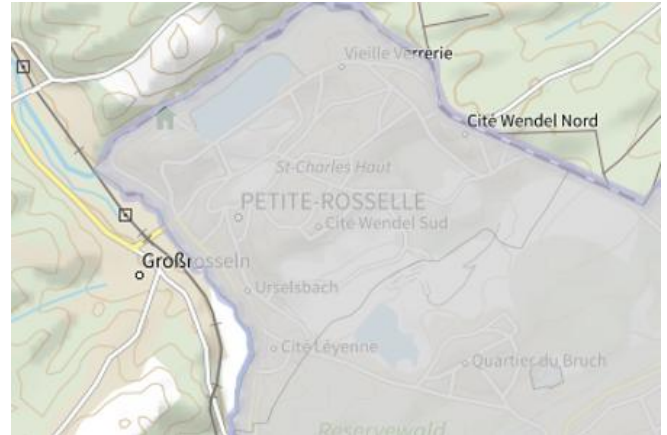 Vieille Verrerie
Cité Wendel Nord
St-Charles Haut
PETITE-ROSSELLE
Cité Wendel Sud
Großrosseln
Urselsbach
Cité Léyenne
Quartier du Bruch
Reservewald